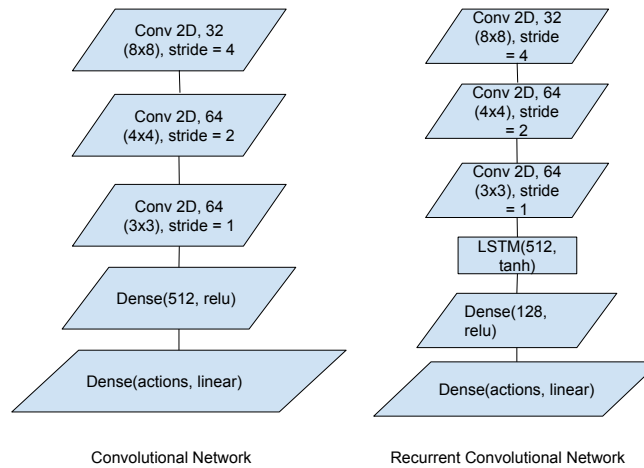 Conv 2D, 32
(8x8), stride = 4
Conv 2D, 64
(4x4), stride = 2
Conv 2D, 64
(3x3), stride = 1
Dense(512, relu)
Dense(actions, linear)
Convolutional Network
Conv 2D, 32
(8x8), stride
= 4
Conv 2D, 64
(4x4), stride =
2
Conv 2D, 64
(3x3), stride
= 1
LSTM(512,
tanh)
Dense(128,
relu)
Dense(actions, linear)
Recurrent Convolutional Network